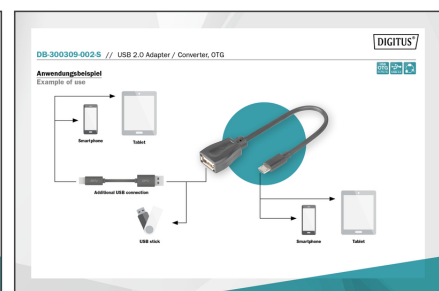 DIGITUS®
DB-300309-002-S // USB 2.0 Adapter / Converter, OTG
Anwendungsbeispiel
Example of use
OTG
Smartphone
Tablet
Additional USB connection
USB stick
Smartphone
Tablet